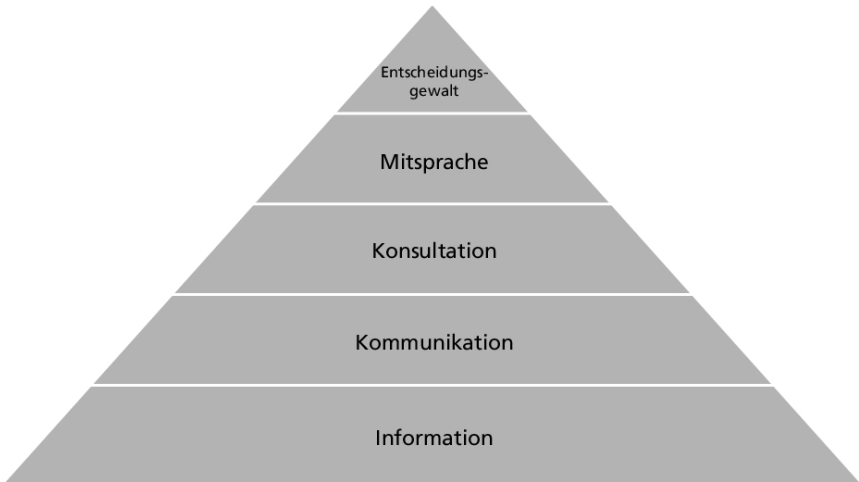 Entscheidungs-
gewalt
Mitsprache
Konsultation
Kommunikation
Information